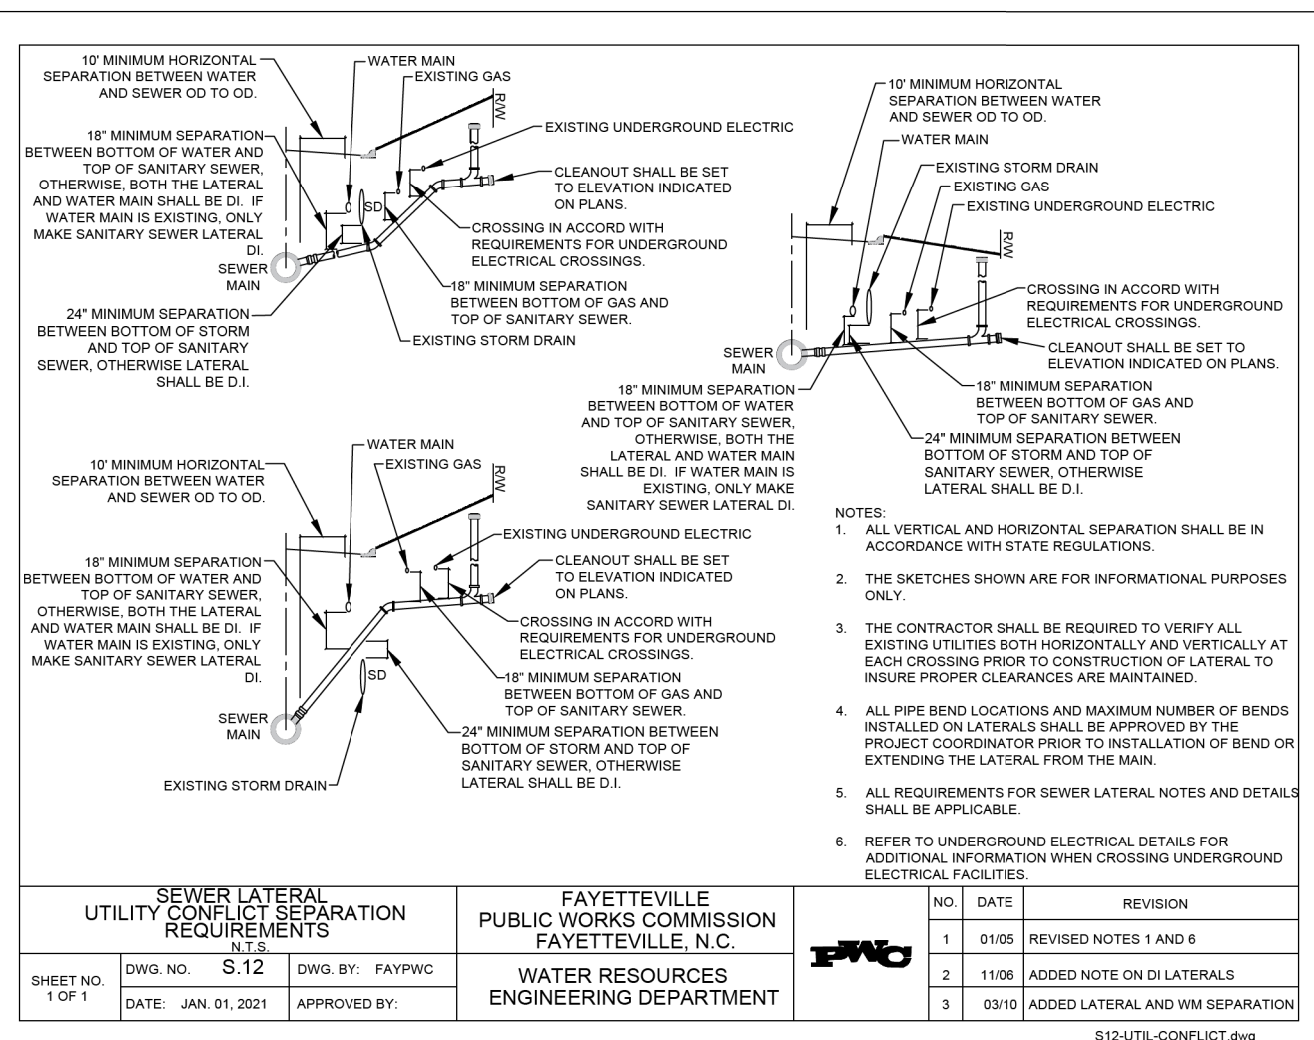 10' MINIMUM HORIZONTAL
SEPARATION BETWEEN WATER
AND SEWER OD TO OD.
WATER MAIN
EXISTING GAS
R/W
18" MINIMUM SEPARATION
BETWEEN BOTTOM OF WATER AND
TOP OF SANITARY SEWER,
OTHERWISE, BOTH THE LATERAL
AND WATER MAIN SHALL BE DI. IF
WATER MAIN IS EXISTING, ONLY
MAKE SANITARY SEWER LATERAL
DI.
EXISTING UNDERGROUND ELECTRIC
CLEANOUT SHALL BE SET
TO ELEVATION INDICATED
ON PLANS.
SD
CROSSING IN ACCORD WITH
REQUIREMENTS FOR UNDERGROUND
ELECTRICAL CROSSINGS.
SEWER
MAIN
18" MINIMUM SEPARATION
BETWEEN BOTTOM OF GAS AND
TOP OF SANITARY SEWER.
24" MINIMUM SEPARATION
BETWEEN BOTTOM OF STORM
AND TOP OF SANITARY
SEWER, OTHERWISE LATERAL
SHALL BE D.I.
EXISTING STORM DRAIN
10' MINIMUM HORIZONTAL
SEPARATION BETWEEN WATER
AND SEWER OD TO OD.
WATER MAIN
EXISTING STORM DRAIN
EXISTING GAS
EXISTING UNDERGROUND ELECTRIC
R/W
CROSSING IN ACCORD WITH
REQUIREMENTS FOR UNDERGROUND
ELECTRICAL CROSSINGS.
SEWER
MAIN
CLEANOUT SHALL BE SET TO
ELEVATION INDICATED ON PLANS.
18" MINIMUM SEPARATION
BETWEEN BOTTOM OF WATER
AND TOP OF SANITARY SEWER,
OTHERWISE, BOTH THE
LATERAL AND WATER MAIN
SHALL BE DI. IF WATER MAIN IS
EXISTING, ONLY MAKE
SANITARY SEWER LATERAL DI.
18" MINIMUM SEPARATION
BETWEEN BOTTOM OF GAS AND
TOP OF SANITARY SEWER.
24" MINIMUM SEPARATION BETWEEN
BOTTOM OF STORM AND TOP OF
SANITARY SEWER, OTHERWISE
LATERAL SHALL BE D.I.
10' MINIMUM HORIZONTAL
SEPARATION BETWEEN WATER
AND SEWER OD TO OD.
WATER MAIN
EXISTING GAS
R/W
EXISTING UNDERGROUND ELECTRIC
18" MINIMUM SEPARATION
BETWEEN BOTTOM OF WATER AND
TOP OF SANITARY SEWER,
OTHERWISE, BOTH THE LATERAL
AND WATER MAIN SHALL BE DI. IF
WATER MAIN IS EXISTING, ONLY
MAKE SANITARY SEWER LATERAL
DI.
CLEANOUT SHALL BE SET
TO ELEVATION INDICATED
ON PLANS.
CROSSING IN ACCORD WITH
REQUIREMENTS FOR UNDERGROUND
ELECTRICAL CROSSINGS.
SD
18" MINIMUM SEPARATION
BETWEEN BOTTOM OF GAS AND
TOP OF SANITARY SEWER.
SEWER
MAIN
24" MINIMUM SEPARATION BETWEEN
BOTTOM OF STORM AND TOP OF
SANITARY SEWER, OTHERWISE
LATERAL SHALL BE D.I.
EXISTING STORM DRAIN
NOTES:
1. ALL VERTICAL AND HORIZONTAL SEPARATION SHALL BE IN
ACCORDANCE WITH STATE REGULATIONS.
2. THE SKETCHES SHOWN ARE FOR INFORMATIONAL PURPOSES
ONLY.
3. THE CONTRACTOR SHALL BE REQUIRED TO VERIFY ALL
EXISTING UTILITIES BOTH HORIZONTALLY AND VERTICALLY AT
EACH CROSSING PRIOR TO CONSTRUCTION OF LATERAL TO
INSURE PROPER CLEARANCES ARE MAINTAINED.
4. ALL PIPE BEND LOCATIONS AND MAXIMUM NUMBER OF BENDS
INSTALLED ON LATERALS SHALL BE APPROVED BY THE
PROJECT COORDINATOR PRIOR TO INSTALLATION OF BEND OR
EXTENDING THE LATERAL FROM THE MAIN.
5. ALL REQUIREMENTS FOR SEWER LATERAL NOTES AND DETAILS
SHALL BE APPLICABLE.
6. REFER TO UNDERGROUND ELECTRICAL DETAILS FOR
ADDITIONAL INFORMATION WHEN CROSSING UNDERGROUND
ELECTRICAL FACILITIES.
SEWER LATERAL
UTILITY CONFLICT SEPARATION
REQUIREMENTS
N.T.S.
SHEET NO.
1 OF 1
DWG. NO. S.12
DWG. BY: FAYPWC
DATE: JAN. 01, 2021
APPROVED BY:
FAYETTEVILLE
PUBLIC WORKS COMMISSION
FAYETTEVILLE, N.C.
WATER RESOURCES
ENGINEERING DEPARTMENT
PWC
NO. DATE REVISION
1 01/05 REVISED NOTES 1 AND 6
2 11/06 ADDED NOTE ON DI LATERALS
3 03/10 ADDED LATERAL AND WM SEPARATION
S12-UTIL-CONFLICT.dwg